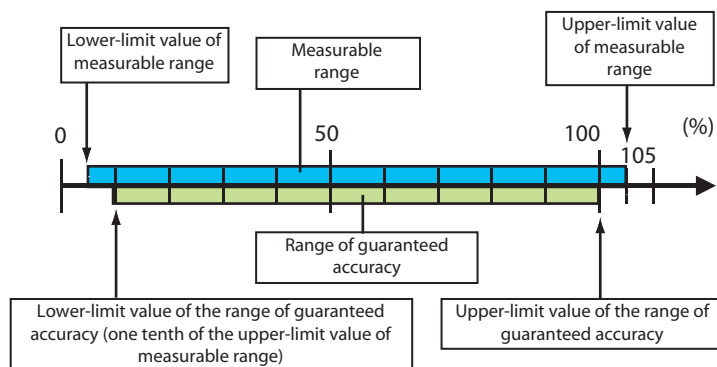 Lower-limit value of
measurable range
Measurable
range
Upper-limit value
of measurable
range
0
50
100
105
(%)
Range of guaranteed
accuracy
Lower-limit value of the range of guaranteed
accuracy (one tenth of the upper-limit value of
measurable range)
Upper-limit value of the range of
guaranteed accuracy